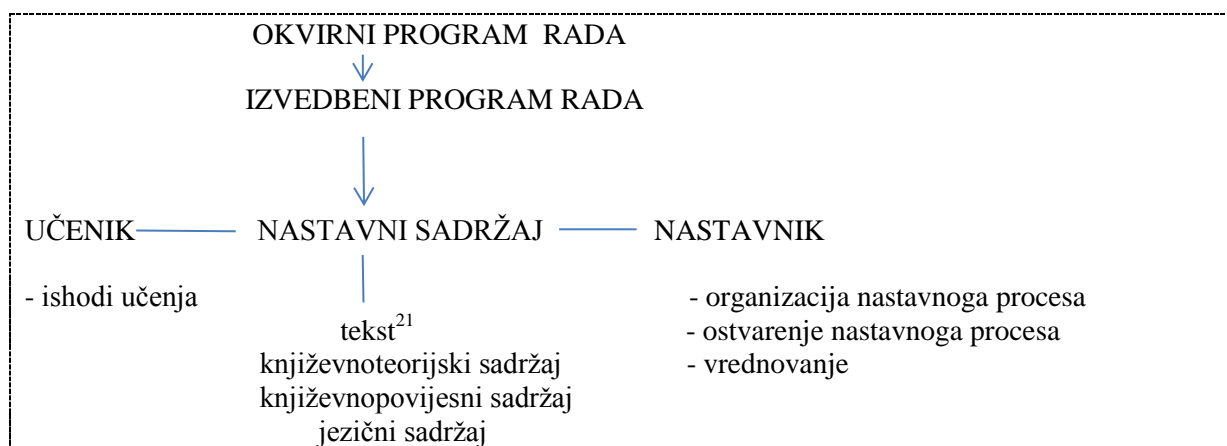 OKVIRNI PROGRAM RADA
IZVEDBENI PROGRAM RADA
UČENIK NASTAVNI SADRŽAJ NASTAVNIK
- ishodi učenja - organizacija nastavnoga procesa
tekst21 - ostvarenje nastavnoga procesa
književnoteorijski sadržaj - vrednovanje
književnopovijesni sadržaj
jezični sadržaj